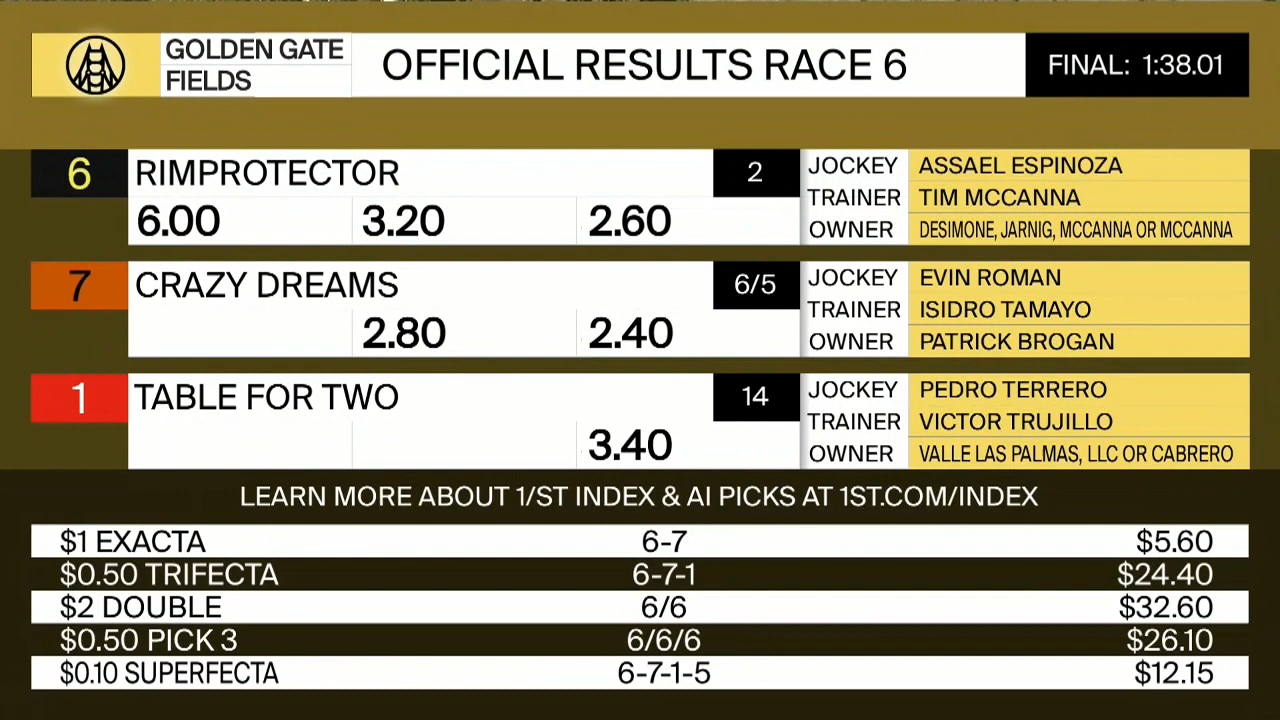 GOLDEN GATE FIELDS
OFFICIAL RESULTS RACE 6
FINAL: 1:38.01
6 RIMPROTECTOR 2
6.00 3.20 2.60
JOCKEY ASSAEL ESPINOZA
TRAINER TIM MCCANNA
OWNER DESIMONE, JARNIG, MCCANNA OR MCCANNA
7 CRAZY DREAMS 6/5
2.80 2.40
JOCKEY EVIN ROMAN
TRAINER ISIDRO TAMAYO
OWNER PATRICK BROGAN
1 TABLE FOR TWO 14
3.40
JOCKEY PEDRO TERRERO
TRAINER VICTOR TRUJILLO
OWNER VALLE LAS PALMAS, LLC OR CABRERO
LEARN MORE ABOUT 1/ST INDEX & AI PICKS AT 1ST.COM/INDEX
$1 EXACTA 6-7 $5.60
$0.50 TRIFECTA 6-7-1 $24.40
$2 DOUBLE 6/6 $32.60
$0.50 PICK 3 6/6/6 $26.10
$0.10 SUPERFECTA 6-7-1-5 $12.15